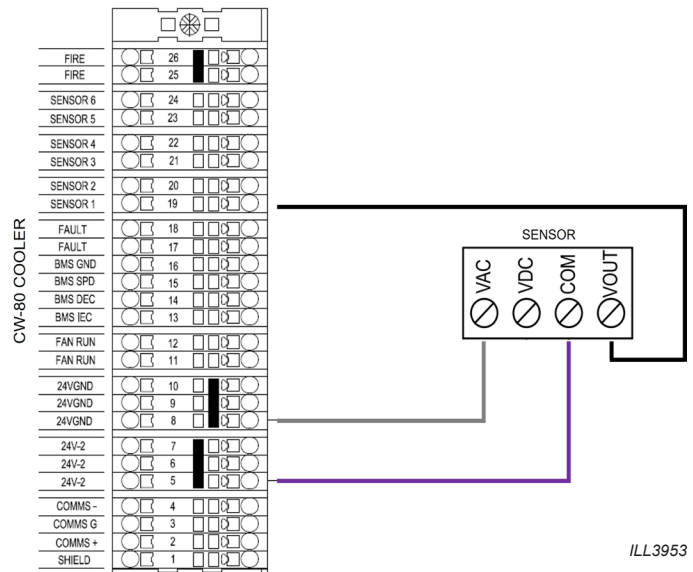 FIRE 26
FIRE 25
SENSOR 6 24
SENSOR 5 23
SENSOR 4 22
SENSOR 3 21
SENSOR 2 20
SENSOR 1 19
FAULT 18
FAULT 17
BMS GND 16
BMS SPD 15
BMS DEC 14
BMS IEC 13
FAN RUN 12
FAN RUN 11
24VGND 10
24VGND 9
24VGND 8
24V-2 7
24V-2 6
24V-2 5
COMMS - 4
COMMS G 3
COMMS + 2
SHIELD 1
CW-80 COOLER
SENSOR
VAC
VDC
COM
VOUT
ILL3953